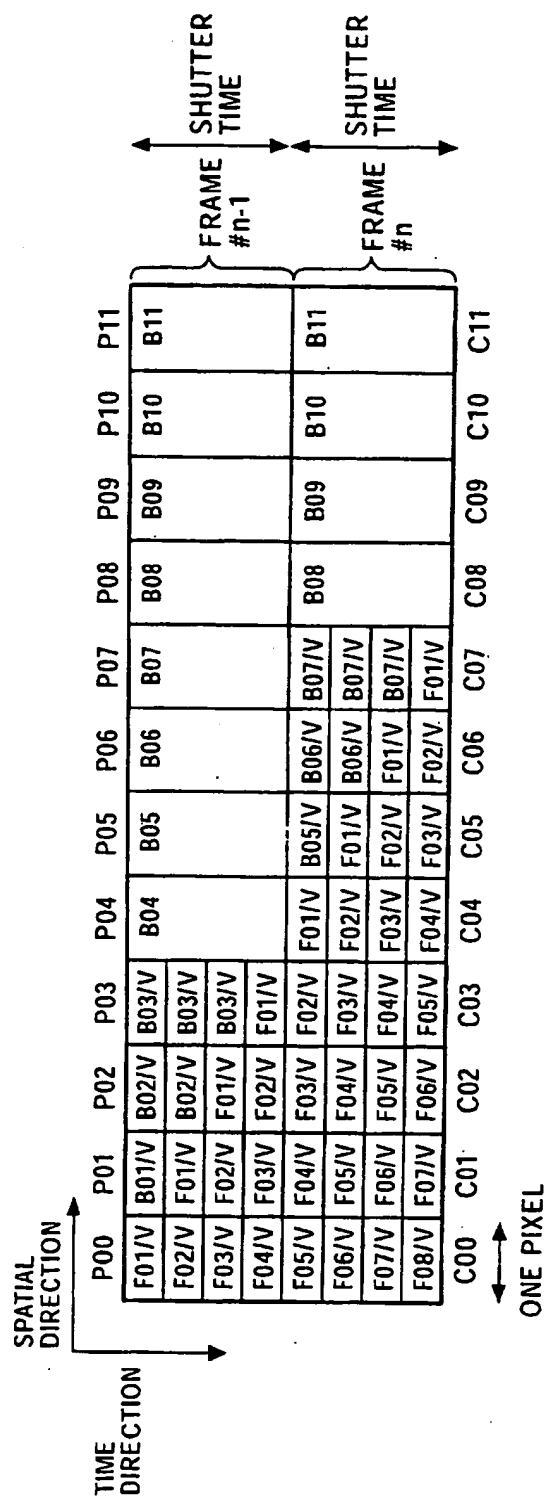 SPATIAL
DIRECTION
TIME
DIRECTION
P00 P01 P02 P03 P04 P05 P06 P07 P08 P09 P10 P11
F01/V B01/V B02/V B03/V B04 B05 B06 B07 B08 B09 B10 B11
F02/V F01/V B02/V B03/V
F03/V F02/V F01/V B03/V
F04/V F03/V F02/V F01/V
FRAME
#n-1
SHUTTER
TIME
F05/V F04/V F03/V F02/V F01/V B05/V B06/V B07/V B08 B09 B10 B11
F06/V F05/V F04/V F03/V F02/V F01/V B06/V B07/V
F07/V F06/V F05/V F04/V F03/V F02/V F01/V B07/V
F08/V F07/V F06/V F05/V F04/V F03/V F02/V F01/V
FRAME
#n
SHUTTER
TIME
C00 C01 C02 C03 C04 C05 C06 C07 C08 C09 C10 C11
ONE PIXEL